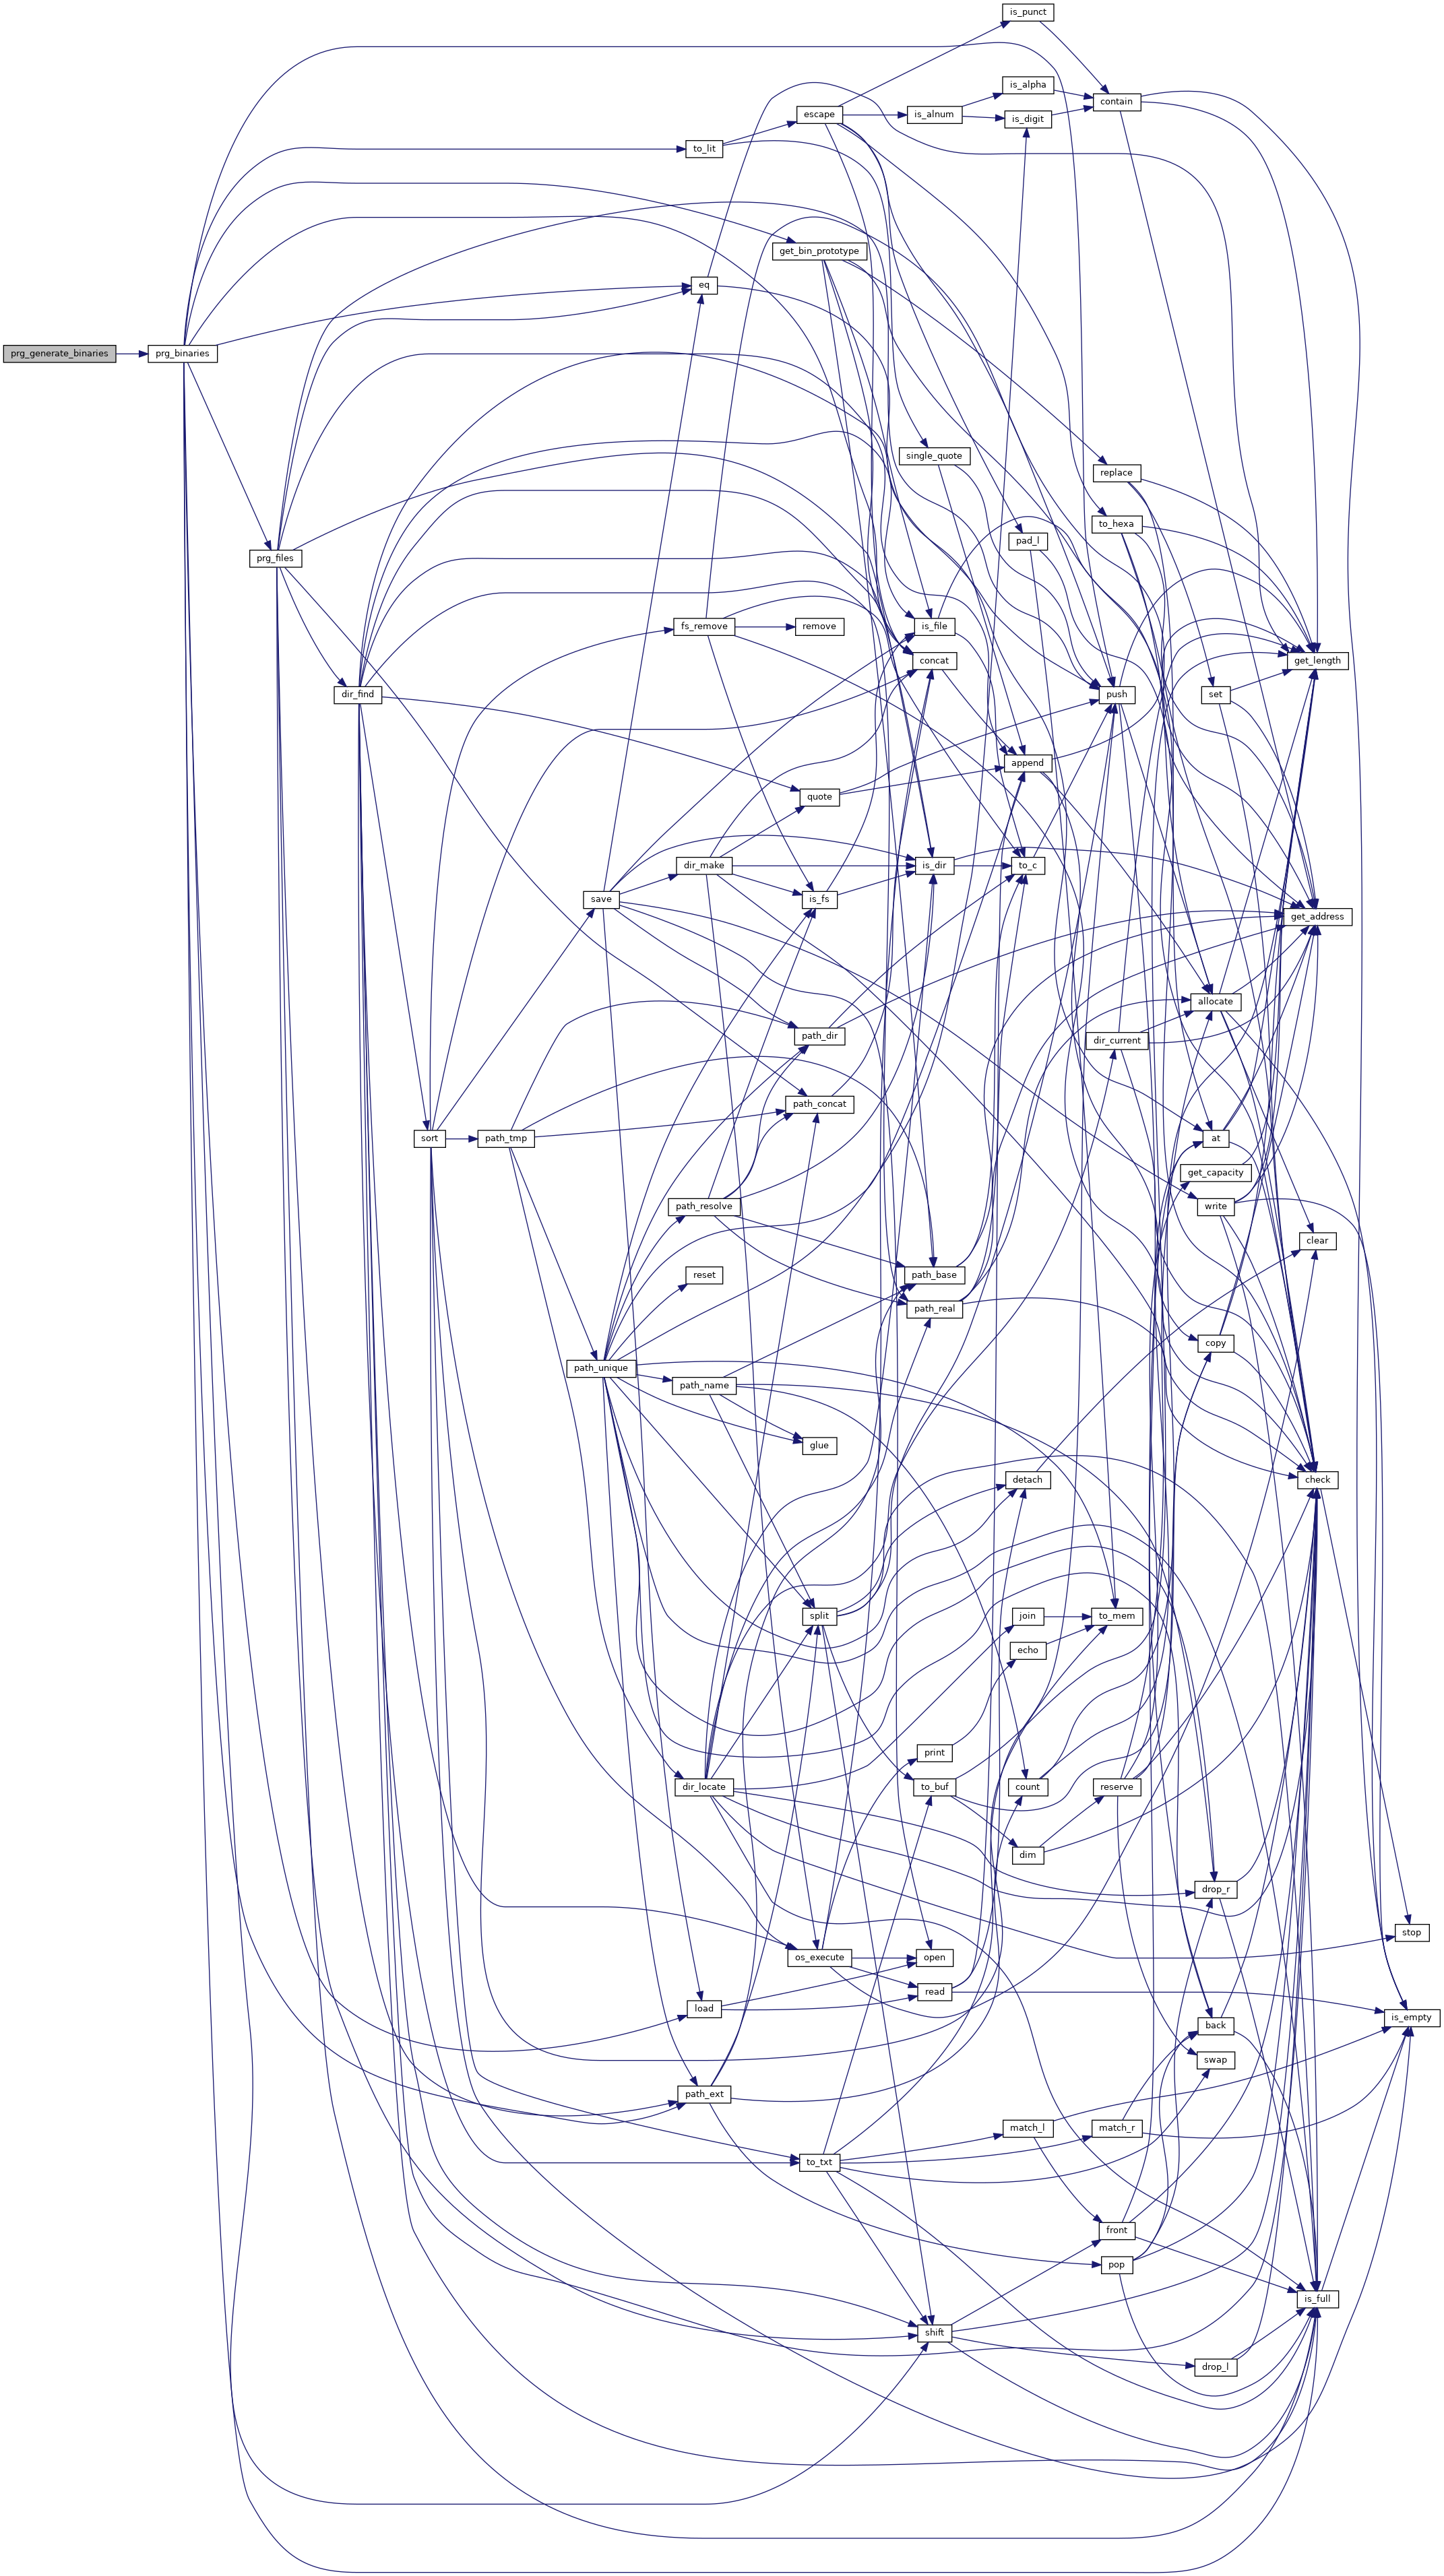 is_punct
is_alpha
contain
escape
is_alnum
is_digit
to_lit
get_bin_prototype
eq
prg_generate_binaries
prg_binaries
single_quote
replace
to_hexa
pad_l
prg_files
fs_remove
remove
is_file
concat
get_length
dir_find
push
set
append
quote
dir_make
is_dir
to_c
save
is_fs
get_address
allocate
path_dir
dir_current
path_concat
sort
path_tmp
at
get_capacity
path_resolve
write
clear
reset
path_base
path_real
copy
path_unique
path_name
glue
detach
check
split
join
to_mem
echo
print
dir_locate
to_buf
count
reserve
dim
drop_r
stop
os_execute
open
read
load
is_empty
back
swap
path_ext
match_l
match_r
to_txt
front
pop
is_full
shift
drop_l